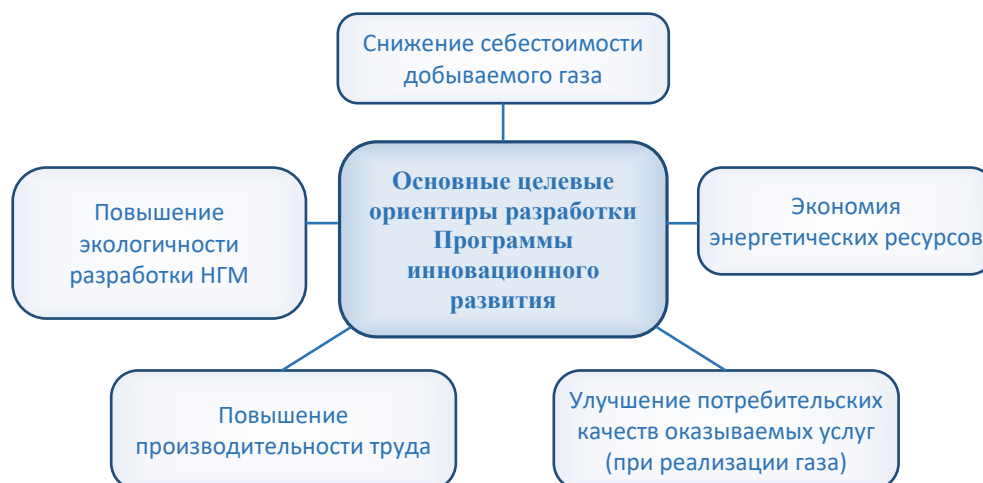 Снижение себестоимости
добываемого газа
Основные целевые
ориентиры разработки
Программы
инновационного
развития
Повышение
экологичности
разработки НГМ
Экономия
энергетических ресурсов
Повышение
производительности труда
Улучшение потребительских
качеств оказываемых услуг
(при реализации газа)